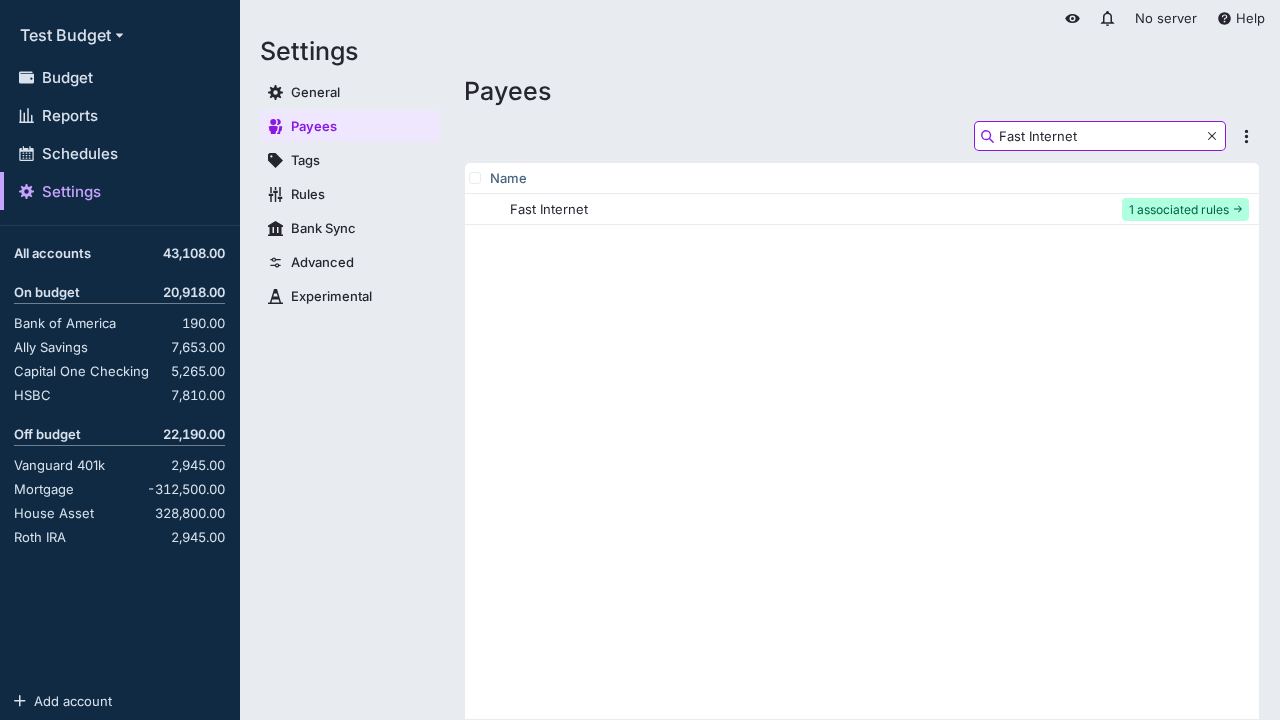 Test Budget
Budget
Reports
Schedules
Settings
All accounts 43,108.00
On budget 20,918.00
Bank of America 190.00
Ally Savings 7,653.00
Capital One Checking 5,265.00
HSBC 7,810.00
Off budget 22,190.00
Vanguard 401k 2,945.00
Mortgage -312,500.00
House Asset 328,800.00
Roth IRA 2,945.00
Add account
No server
Help
Settings
General
Payees
Tags
Rules
Bank Sync
Advanced
Experimental
Payees
Fast Internet
Name
Fast Internet 1 associated rules →